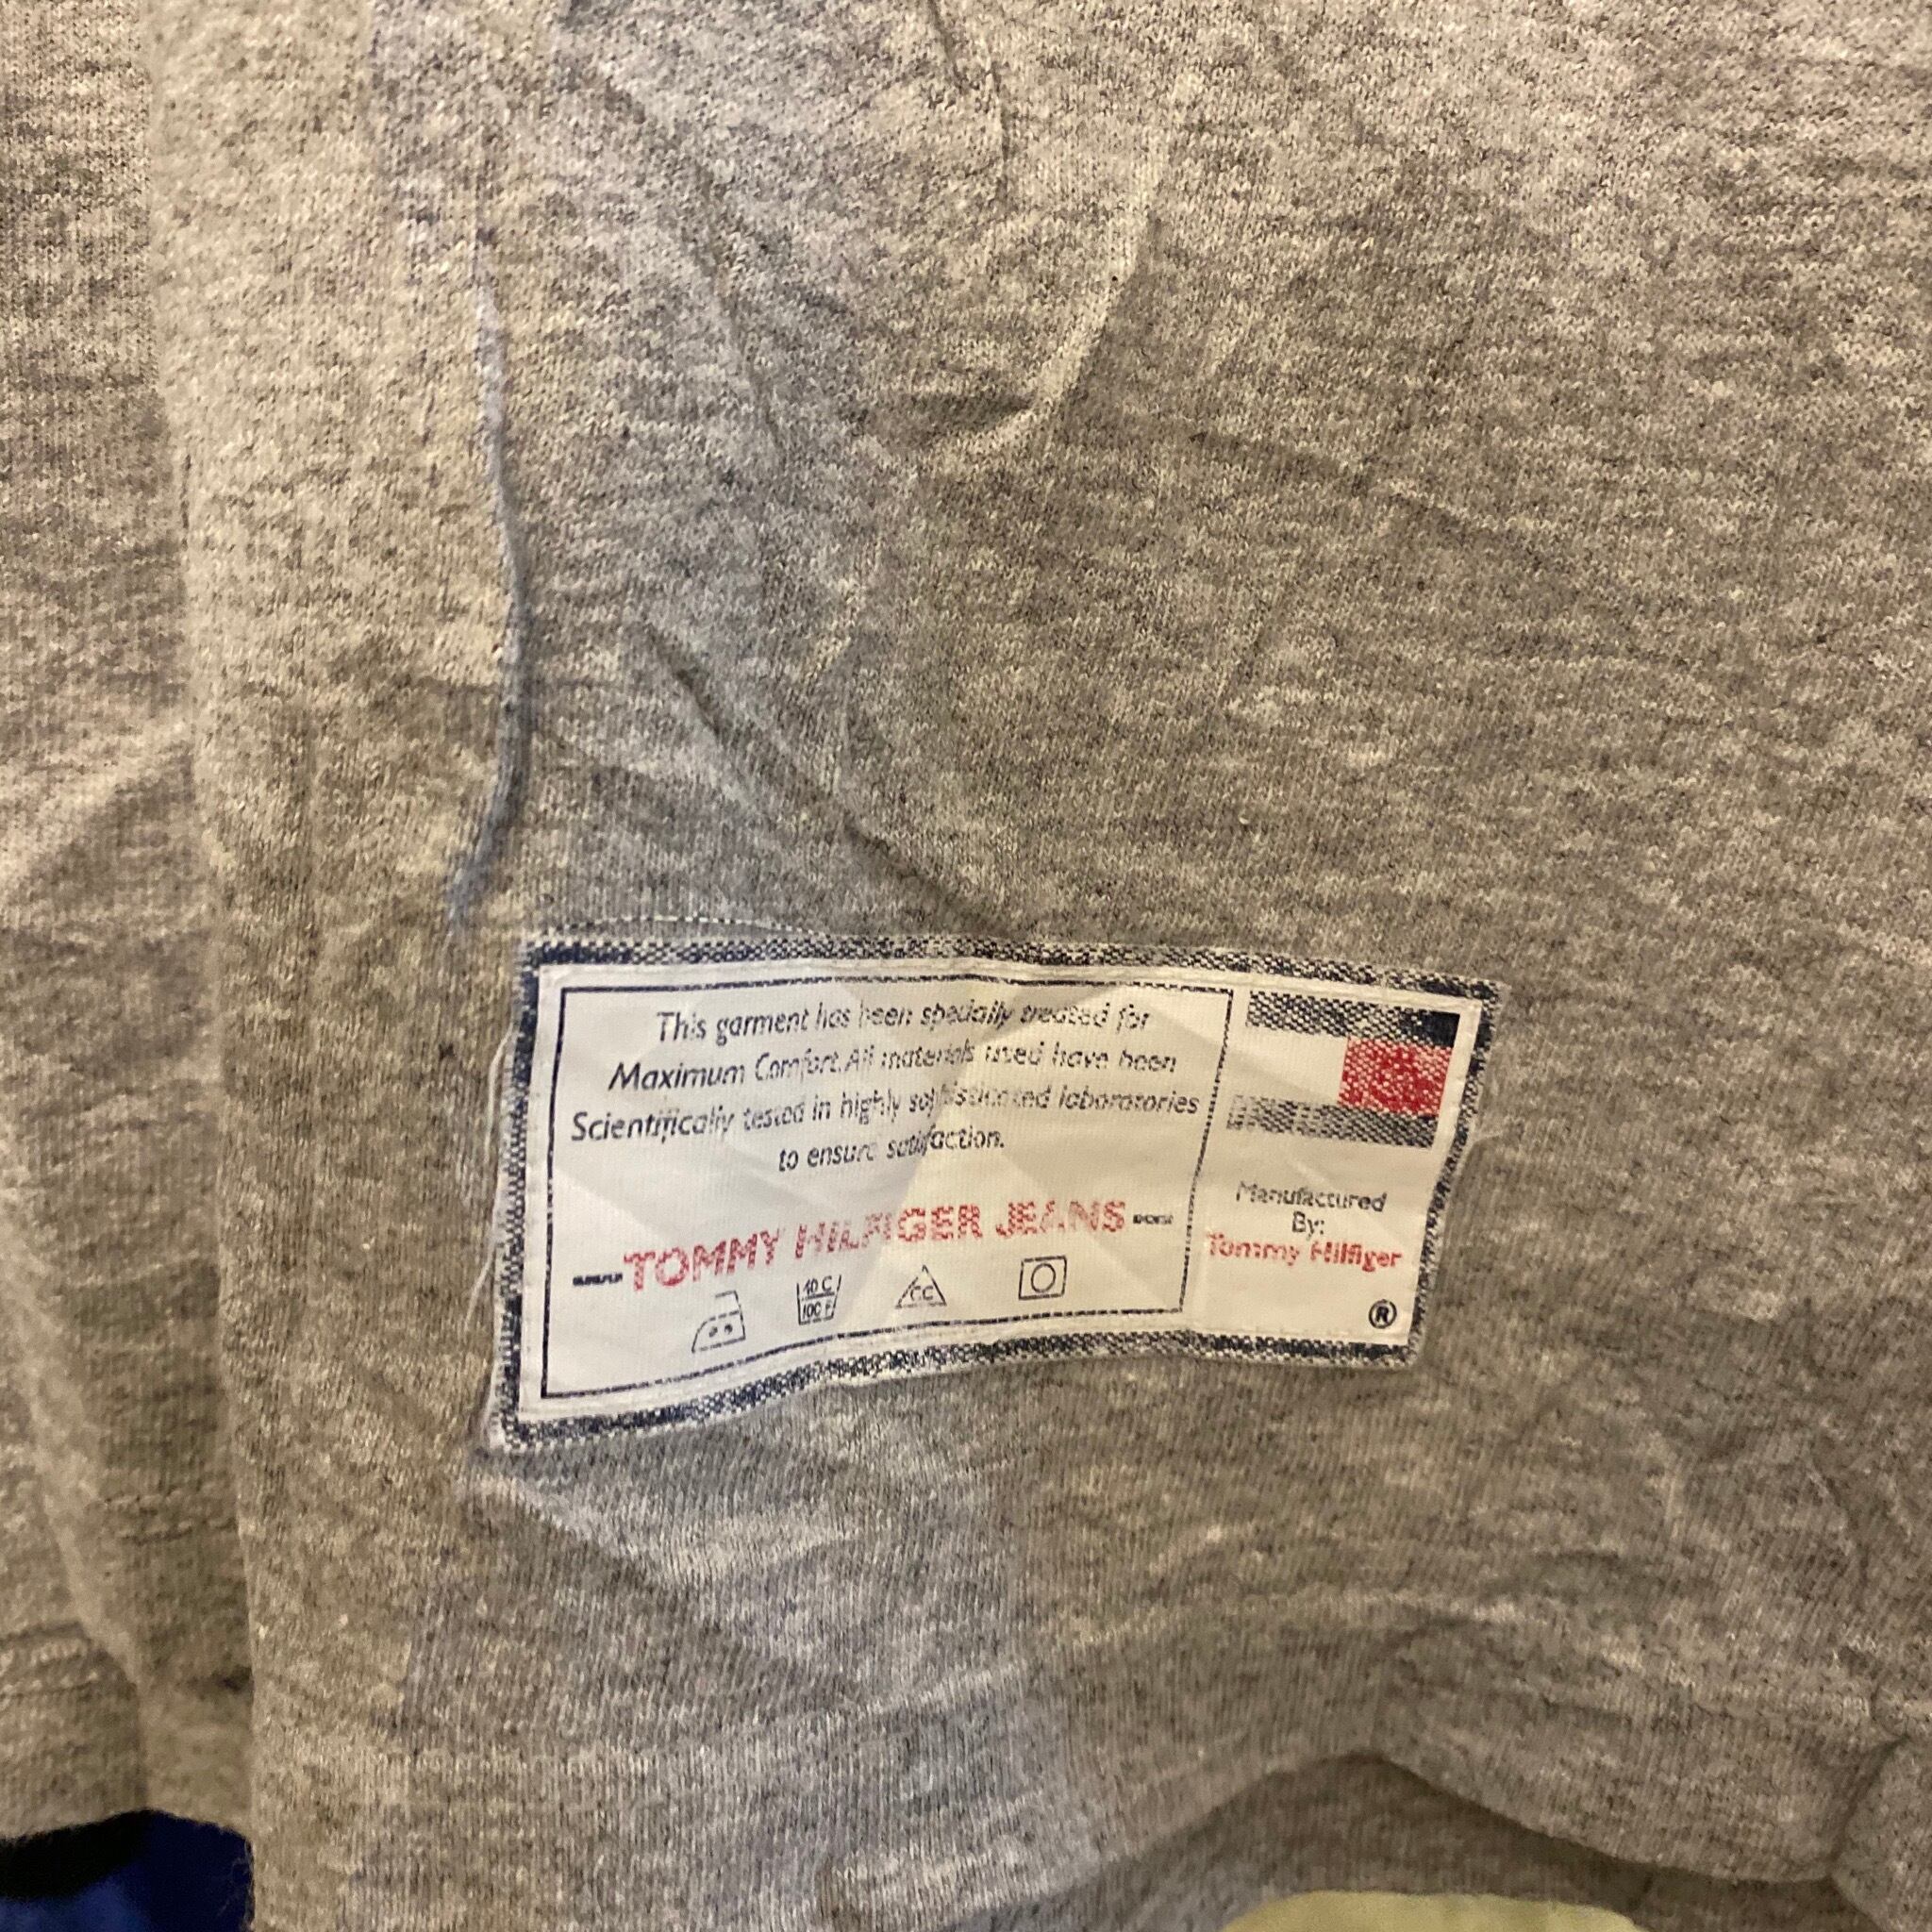 This garment has been specially treated for
Maximum Comfort.All materials used have been
Scientifically tested in highly sophisticated laboratories
to ensure satisfaction.
TOMMY HILFIGER JEANS
40 C
100 F
CC
Manufactured
By:
Tommy Hilfiger
®